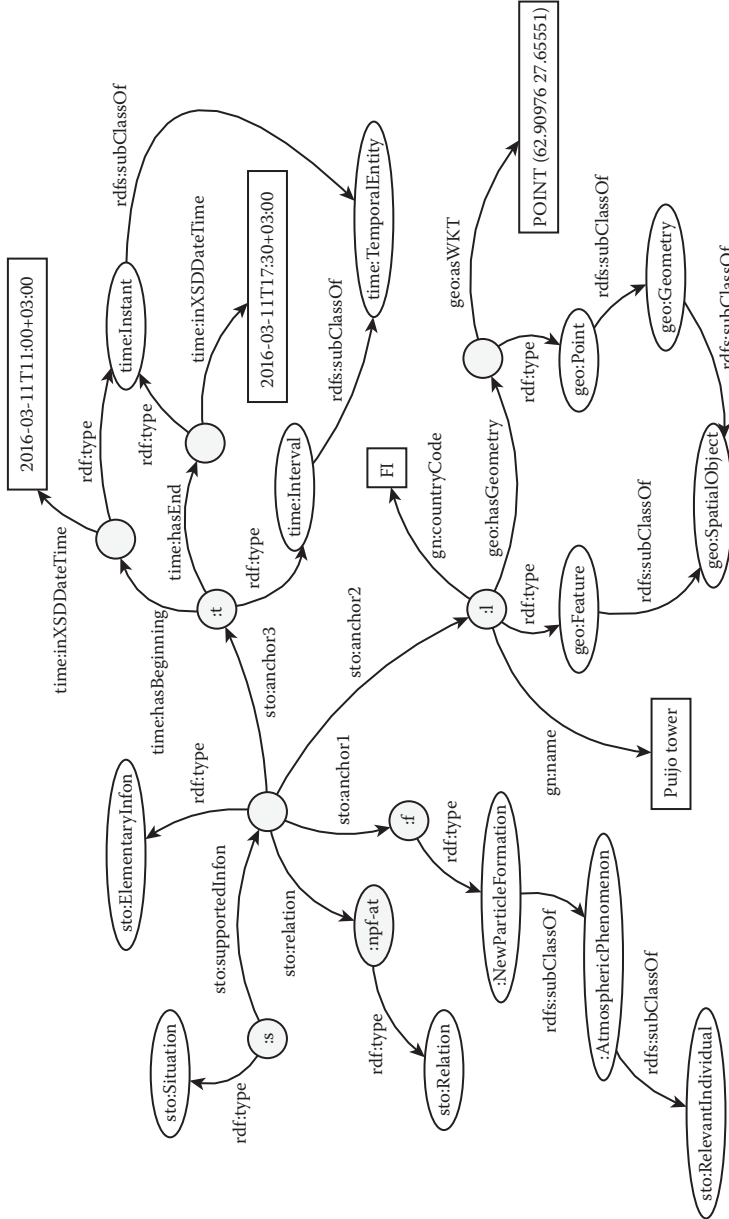 2016-03-11T11:00+03:00
time:inXSDDateTime
rdf:type
rdfs:subClassOf
sto:ElementaryInfon
time:Instant
rdf:type
time:hasBeginning
sto:Situation
time:hasEnd
rdf:type
time:inXSDDateTime
:t
sto:supportedInfon
rdf:type
rdf:type
:s
2016-03-11T17:30+03:00
sto:anchor3
sto:relation
time:Interval
rdfs:subClassOf
sto:anchor1
sto:anchor2
:npf-at
time:TemporalEntity
rdf:type
FI
:f
gn:countryCode
sto:Relation
rdf:type
geo:asWKT
:l
geo:hasGeometry
:NewParticleFormation
rdf:type
rdf:type
POINT (62.90976 27.65551)
rdfs:subClassOf
gn:name
geo:Feature
geo:Point
:AtmosphericPhenomenon
rdfs:subClassOf
rdfs:subClassOf
rdfs:subClassOf
geo:Geometry
Puijo tower
sto:RelevantIndividual
geo:SpatialObject
rdfs:subClassOf